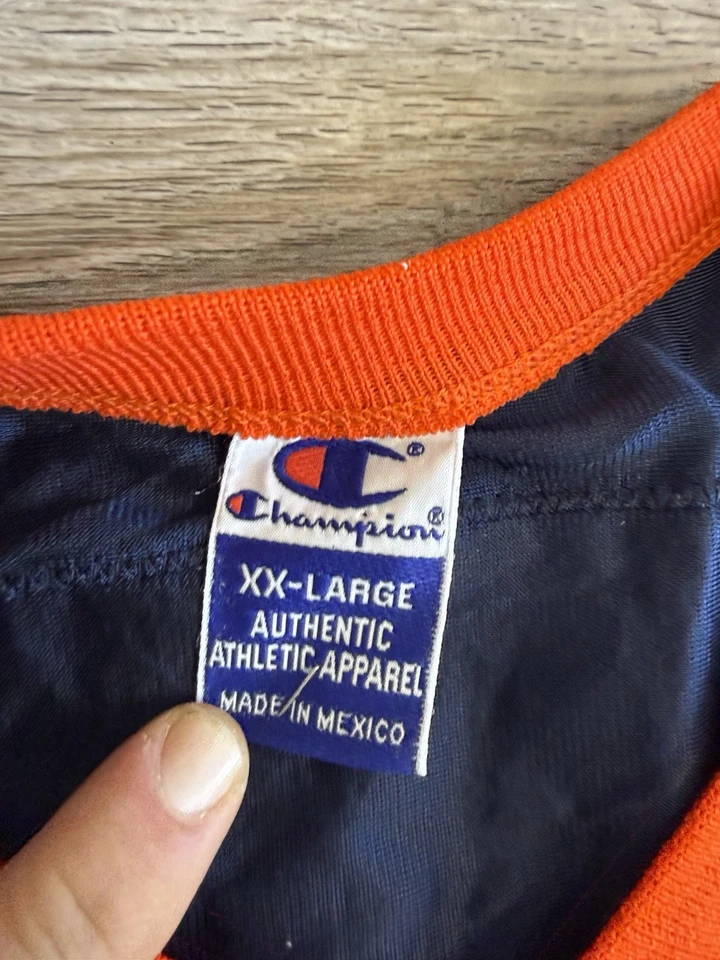 C®
Champion®
XX-LARGE
AUTHENTIC
ATHLETIC APPAREL
MADE IN MEXICO